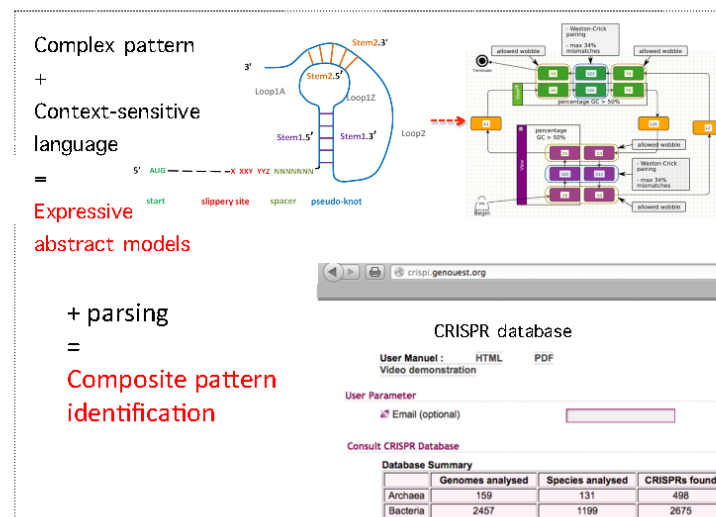 Complex pattern
+
Context-sensitive
language
=
Expressive
abstract models
3′
Stem2.3′
Stem2.5′
Loop1A
Loop1Z
Stem1.5′
Stem1.3′
Loop2
5′ AUG X XXY YYZ NNNNNNNN
start slippery site spacer pseudo-knot
- Waston-Crick
pairing
- max 34%
mismatches
allowed wobble
allowed wobble
Terminus
percentage GC > 50%
percentage
GC > 50%
allowed wobble
- Waston-Crick
pairing
- max 34%
mismatches
allowed wobble
Begin
+ parsing
=
Composite pattern
identification
crispi.genouest.org
CRISPR database
User Manuel : HTML PDF
Video demonstration
User Parameter
Email (optional)
Consult CRISPR Database
Database Summary
Genomes analysed Species analysed CRISPRs found
Archaea 159 131 498
Bacteria 2457 1199 2675